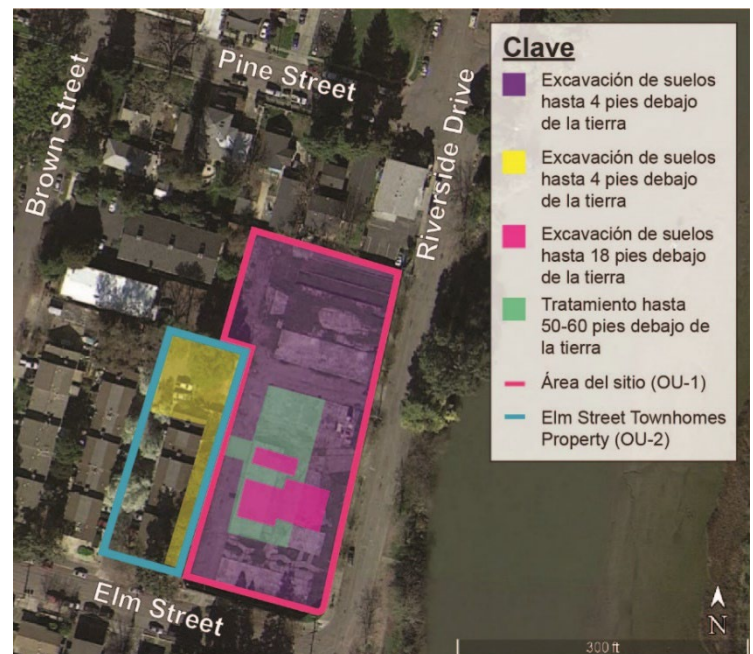 Pine Street
Brown Street
Riverside Drive
Elm Street
Clave
Excavación de suelos
hasta 4 pies debajo
de la tierra
Excavación de suelos
hasta 4 pies debajo
de la tierra
Excavación de suelos
hasta 18 pies debajo
de la tierra
Tratamiento hasta
50-60 pies debajo de
la tierra
Área del sitio (OU-1)
Elm Street Townhomes
Property (OU-2)
N
300 ft